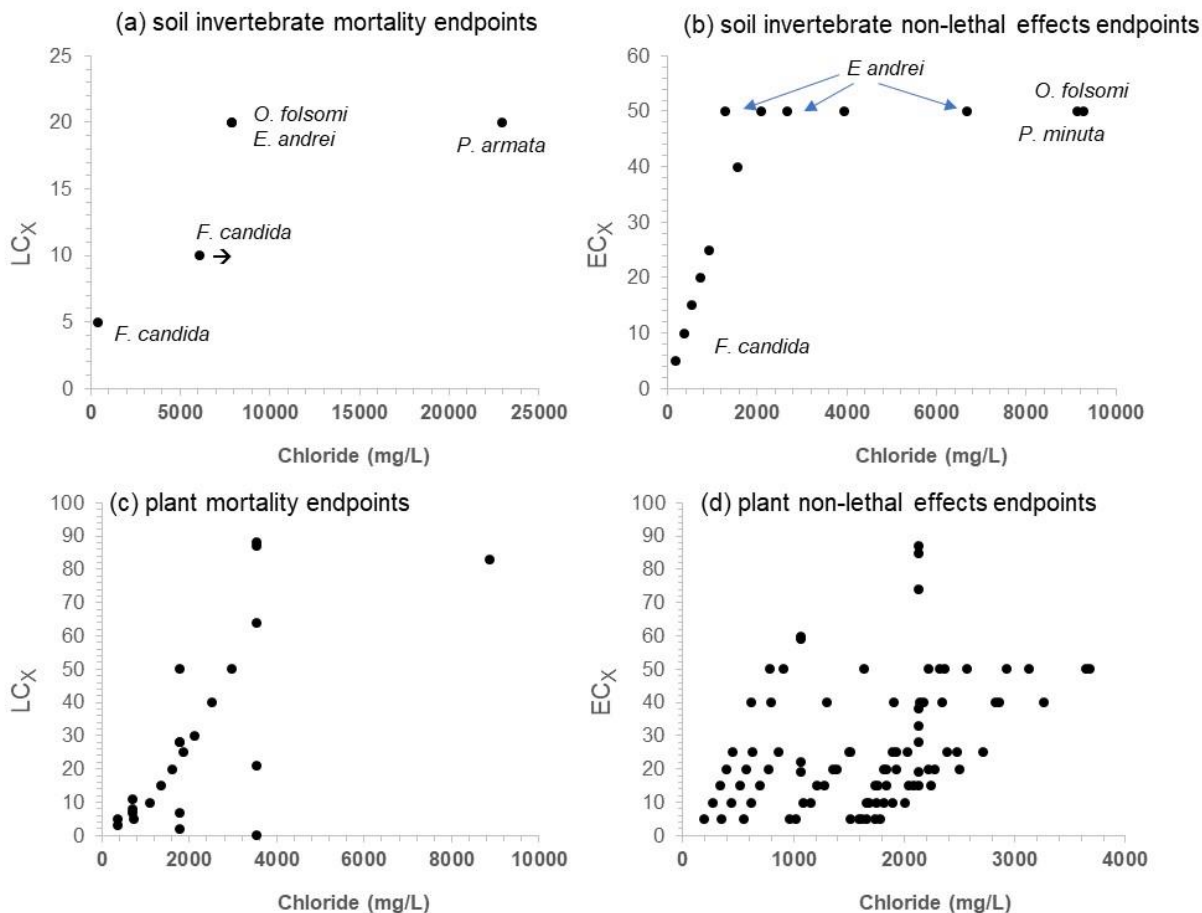 (a) soil invertebrate mortality endpoints
25
20
15
10
5
0
LCX
O. folsomi
E. andrei
P. armata
F. candida
→
F. candida
0 5000 10000 15000 20000 25000
Chloride (mg/L)
(b) soil invertebrate non-lethal effects endpoints
60
50
40
30
20
10
0
ECX
E andrei
O. folsomi
P. minuta
F. candida
0 2000 4000 6000 8000 10000
Chloride (mg/L)
(c) plant mortality endpoints
100
90
80
70
60
50
40
30
20
10
0
LCX
0 2000 4000 6000 8000 10000
Chloride (mg/L)
(d) plant non-lethal effects endpoints
100
90
80
70
60
50
40
30
20
10
0
ECX
0 1000 2000 3000 4000
Chloride (mg/L)